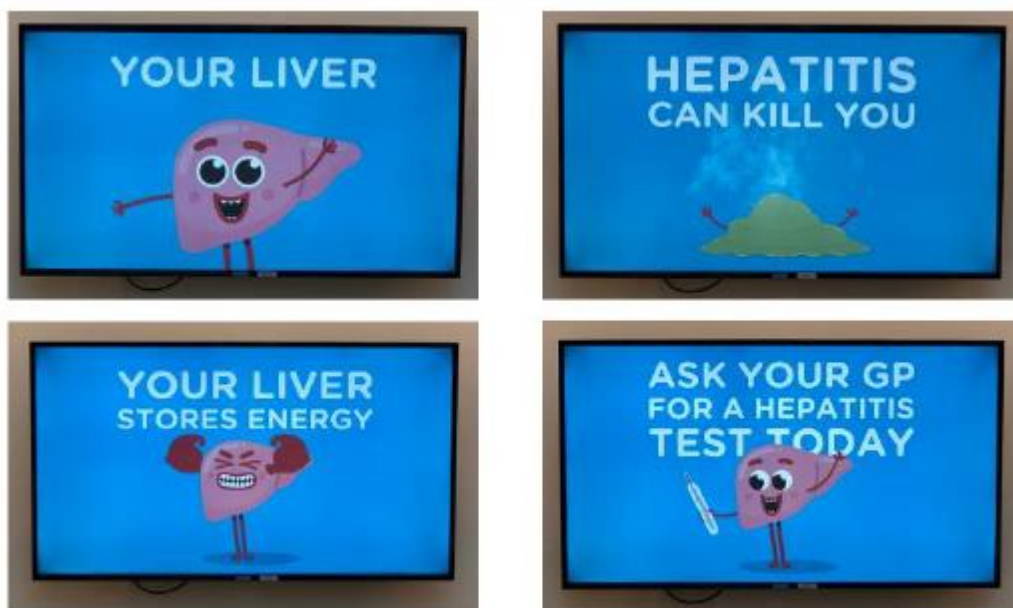 YOUR LIVER
HEPATITIS
CAN KILL YOU
YOUR LIVER
STORES ENERGY
ASK YOUR GP
FOR A HEPATITIS
TEST TODAY